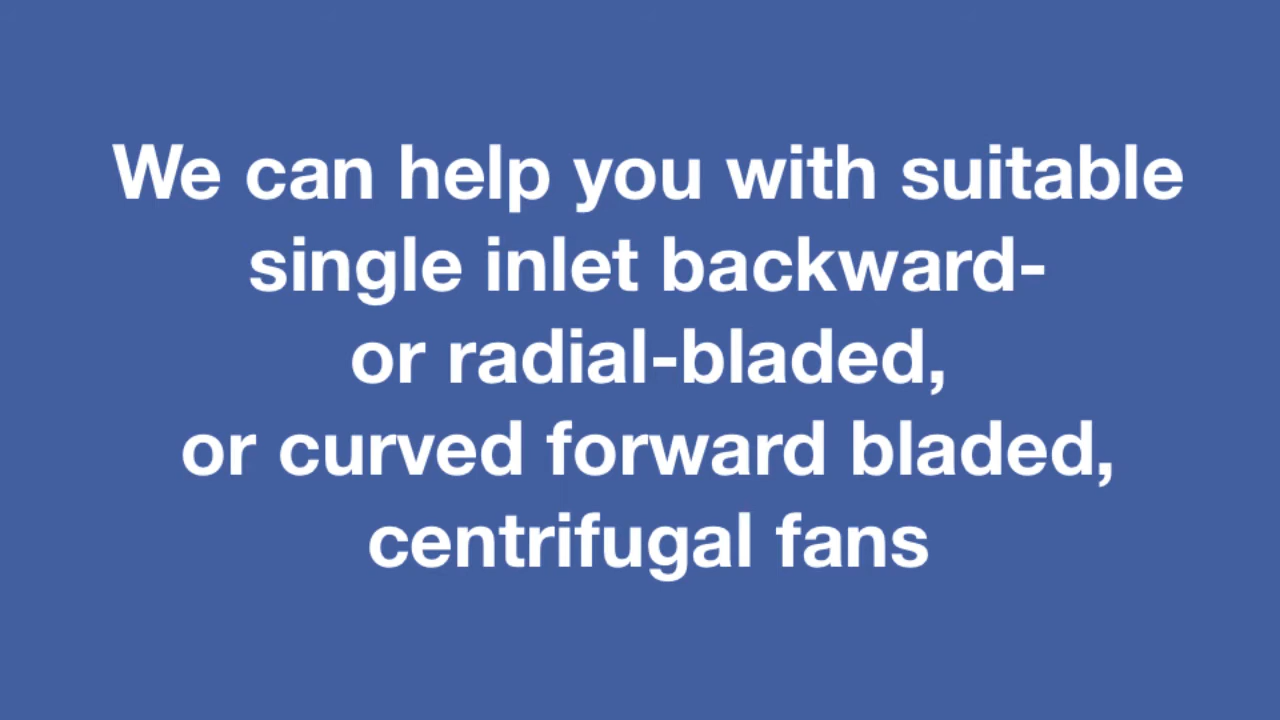 We can help you with suitable
single inlet backward-
or radial-bladed,
or curved forward bladed,
centrifugal fans